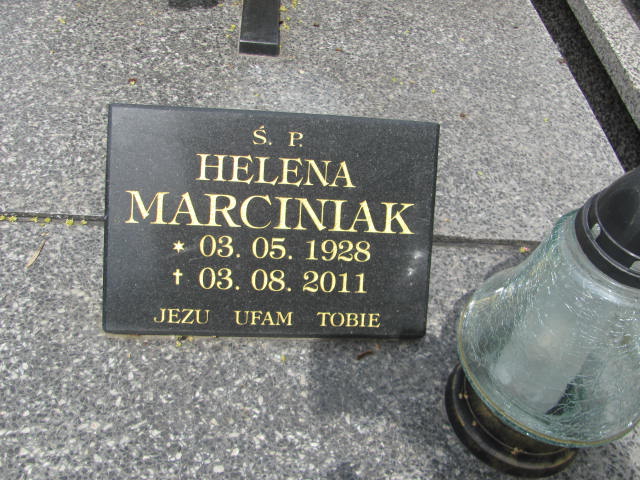 Ś. P.
HELENA
MARCINIAK
* 03. 05. 1928
† 03. 08. 2011
JEZU UFAM TOBIE